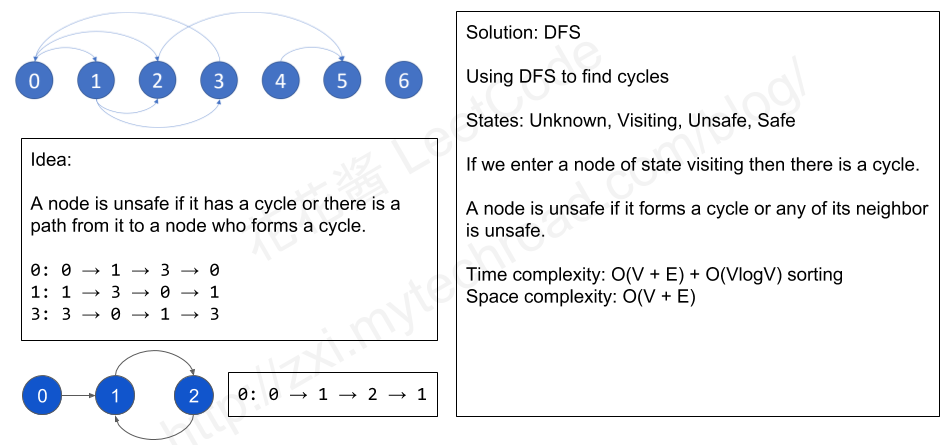 0 1 2 3 4 5 6
Idea:
A node is unsafe if it has a cycle or there is a
path from it to a node who forms a cycle.
0: 0 → 1 → 3 → 0
1: 1 → 3 → 0 → 1
3: 3 → 0 → 1 → 3
0 1 2
0: 0 → 1 → 2 → 1
Solution: DFS
Using DFS to find cycles
States: Unknown, Visiting, Unsafe, Safe
If we enter a node of state visiting then there is a cycle.
A node is unsafe if it forms a cycle or any of its neighbor
is unsafe.
Time complexity: O(V + E) + O(VlogV) sorting
Space complexity: O(V + E)
花花酱 LeetCode
http://zxi.mytechroad.com/blog/